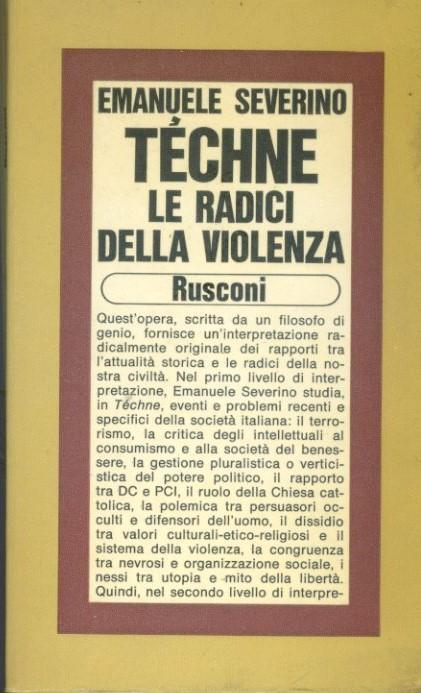 EMANUELE SEVERINO
TÉCHNE
LE RADICI
DELLA VIOLENZA
Rusconi
Quest'opera, scritta da un filosofo di
genio, fornisce un'interpretazione ra-
dicalmente originale dei rapporti tra
l'attualità storica e le radici della no-
stra civiltà. Nel primo livello di inter-
pretazione, Emanuele Severino studia,
in Téchne, eventi e problemi recenti e
specifici della società italiana: il terro-
rismo, la critica degli intellettuali al
consumismo e alla società del benes-
sere, la gestione pluralistica o vertici-
stica del potere politico, il rapporto
tra DC e PCI, il ruolo della Chiesa cat-
tolica, la polemica tra persuasori oc-
culti e difensori dell'uomo, il dissidio
tra valori culturali-etico-religiosi e il
sistema della violenza, la congruenza
tra nevrosi e organizzazione sociale, i
nessi tra utopia e mito della libertà.
Quindi, nel secondo livello di interpre-